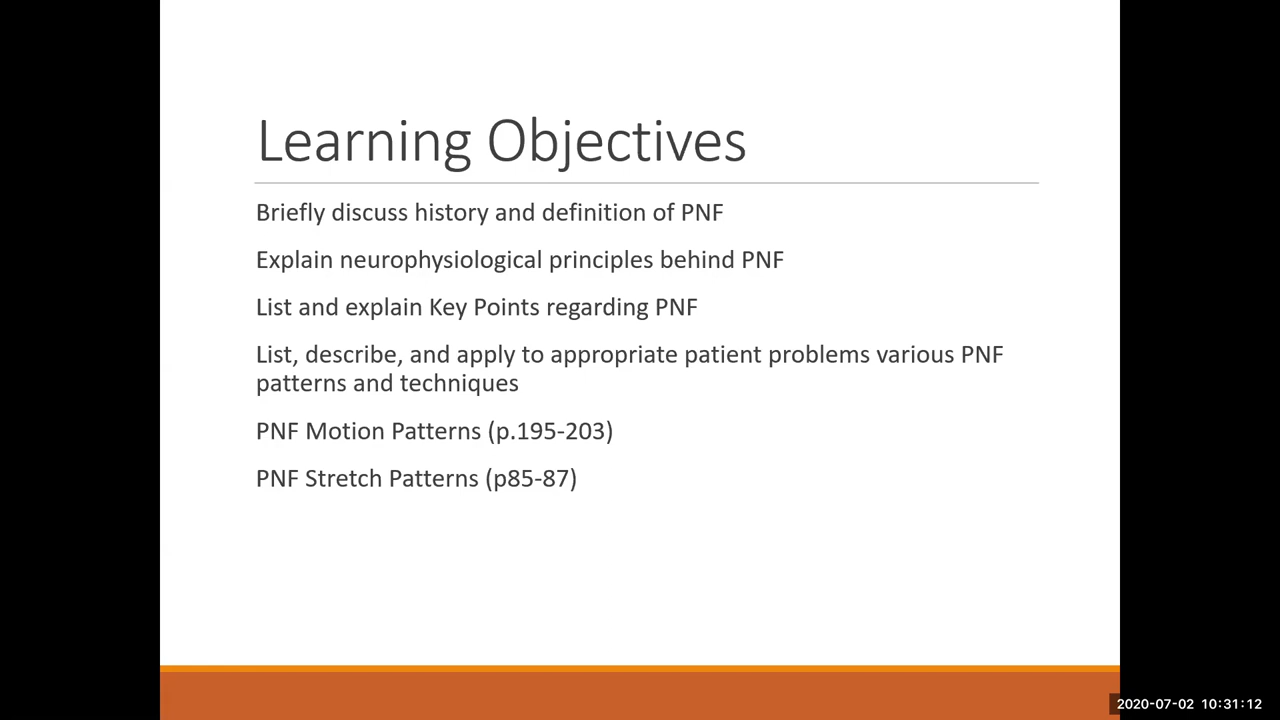 Learning Objectives
Briefly discuss history and definition of PNF
Explain neurophysiological principles behind PNF
List and explain Key Points regarding PNF
List, describe, and apply to appropriate patient problems various PNF
patterns and techniques
PNF Motion Patterns (p.195-203)
PNF Stretch Patterns (p85-87)
2020-07-02 10:31:12